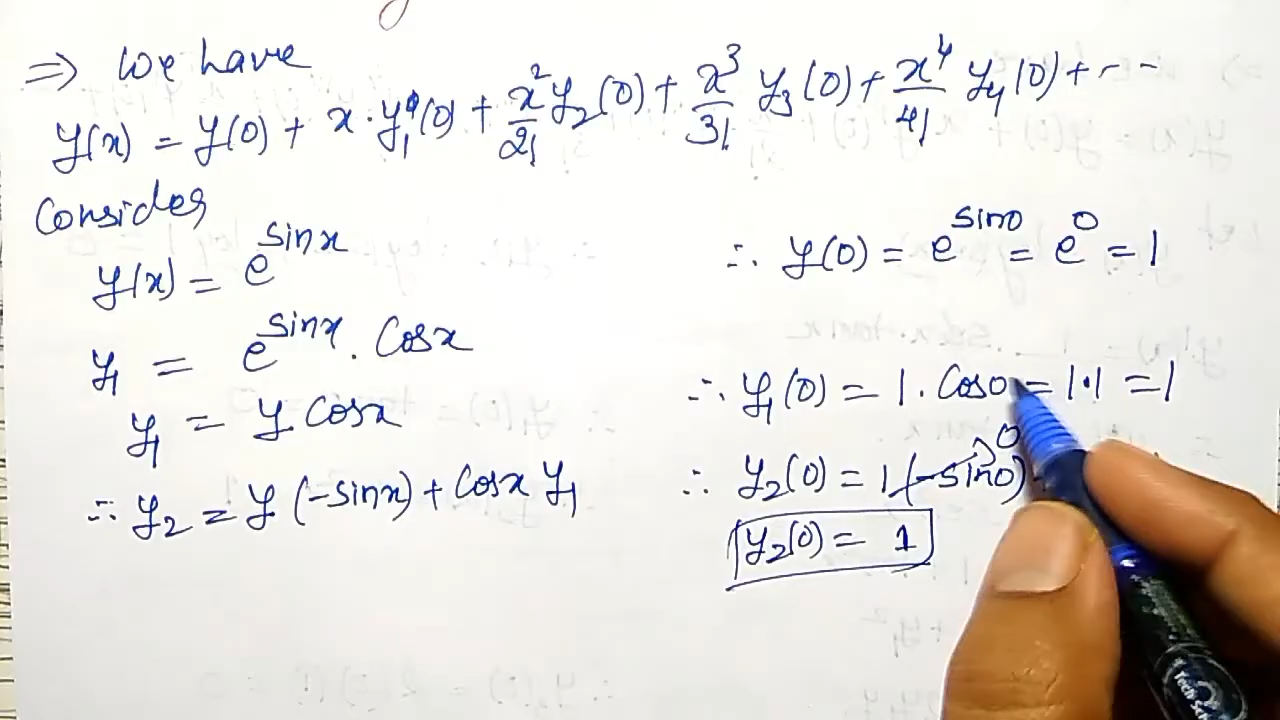 ⇒ We have
y(x) = y(0) + x·y₁(0) + x²/2! y₂(0) + x³/3! y₃(0) + x⁴/4! y₄(0) + ---
Consider
y(x) = e^sinx
∴ y(0) = e^sin0 = e^0 = 1
y₁ = e^sinx . Cosx
y₁ = y Cosx
∴ y₁(0) = 1 . Cos0 = 1·1 = 1
∴ y₂ = y (-sinx) + Cosx y₁
∴ y₂(0) = 1 (-sin0) 0
y₂(0) = 1